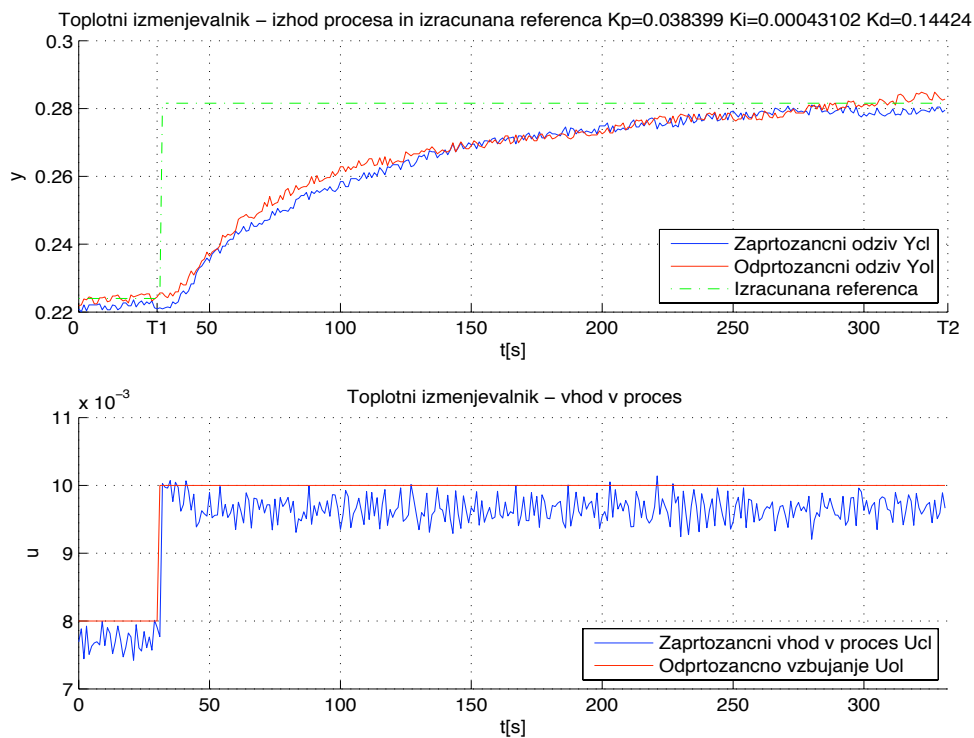 Toplotni izmenjevalnik – izhod procesa in izracunana referenca Kp=0.038399 Ki=0.00043102 Kd=0.14424
0.3
0.28
0.26
0.24
0.22
y
Zaprtozancni odziv Ycl
Odprtozancni odziv Yol
Izracunana referenca
0 T1 50 100 150 200 250 300 T2
t[s]
Toplotni izmenjevalnik – vhod v proces
x 10⁻³
11
10
9
8
7
u
Zaprtozancni vhod v proces Ucl
Odprtozancno vzbujanje Uol
0 50 100 150 200 250 300
t[s]